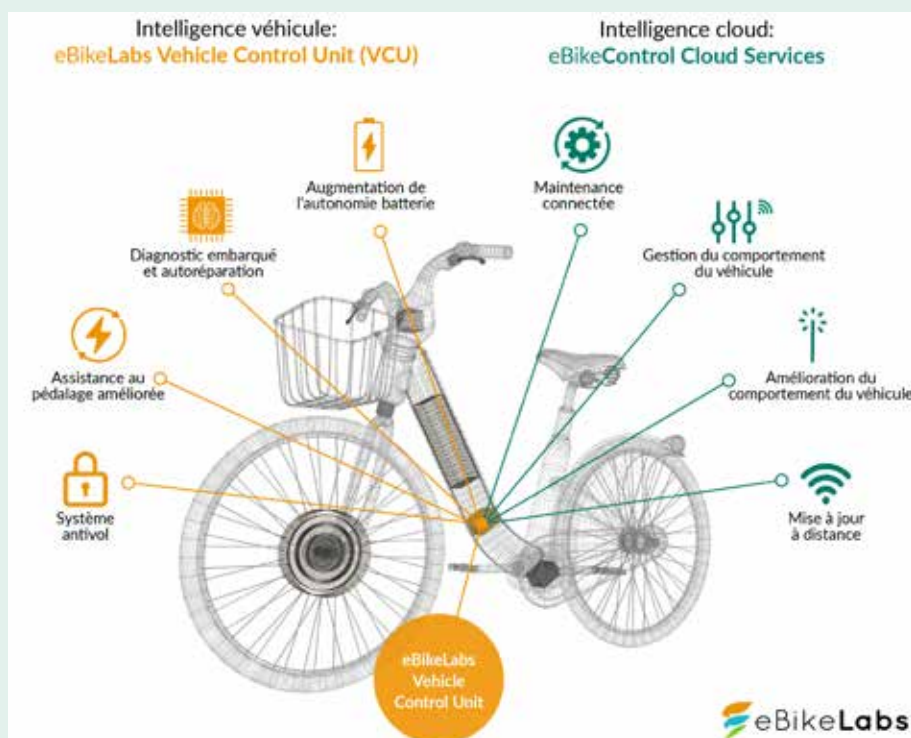 Intelligence véhicule:
eBikeLabs Vehicle Control Unit (VCU)
Intelligence cloud:
eBikeControl Cloud Services
Augmentation de
l'autonomie batterie
Maintenance
connectée
Diagnostic embarqué
et autoréparation
Gestion du comportement
du véhicule
Assistance au
pédalage améliorée
Amélioration du
comportement du véhicule
Système
antivol
Mise à jour
à distance
eBikeLabs
Vehicle
Control Unit
eBikeLabs